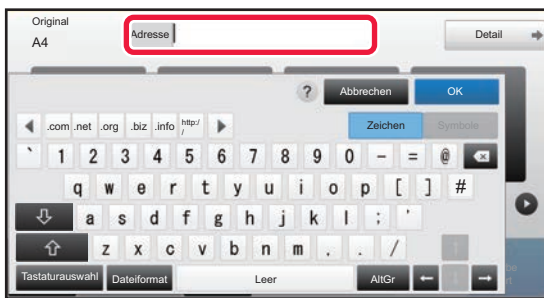 Original
A4
Adresse
Detail
? Abbrechen OK
.com .net .org .biz .info http:/
/
Zeichen Symbole
` 1 2 3 4 5 6 7 8 9 0 - = @
q w e r t y u i o p [ ] #
a s d f g h j k l ; '
z x c v b n m , . /
Tastaturauswahl Dateiformat Leer AltGr